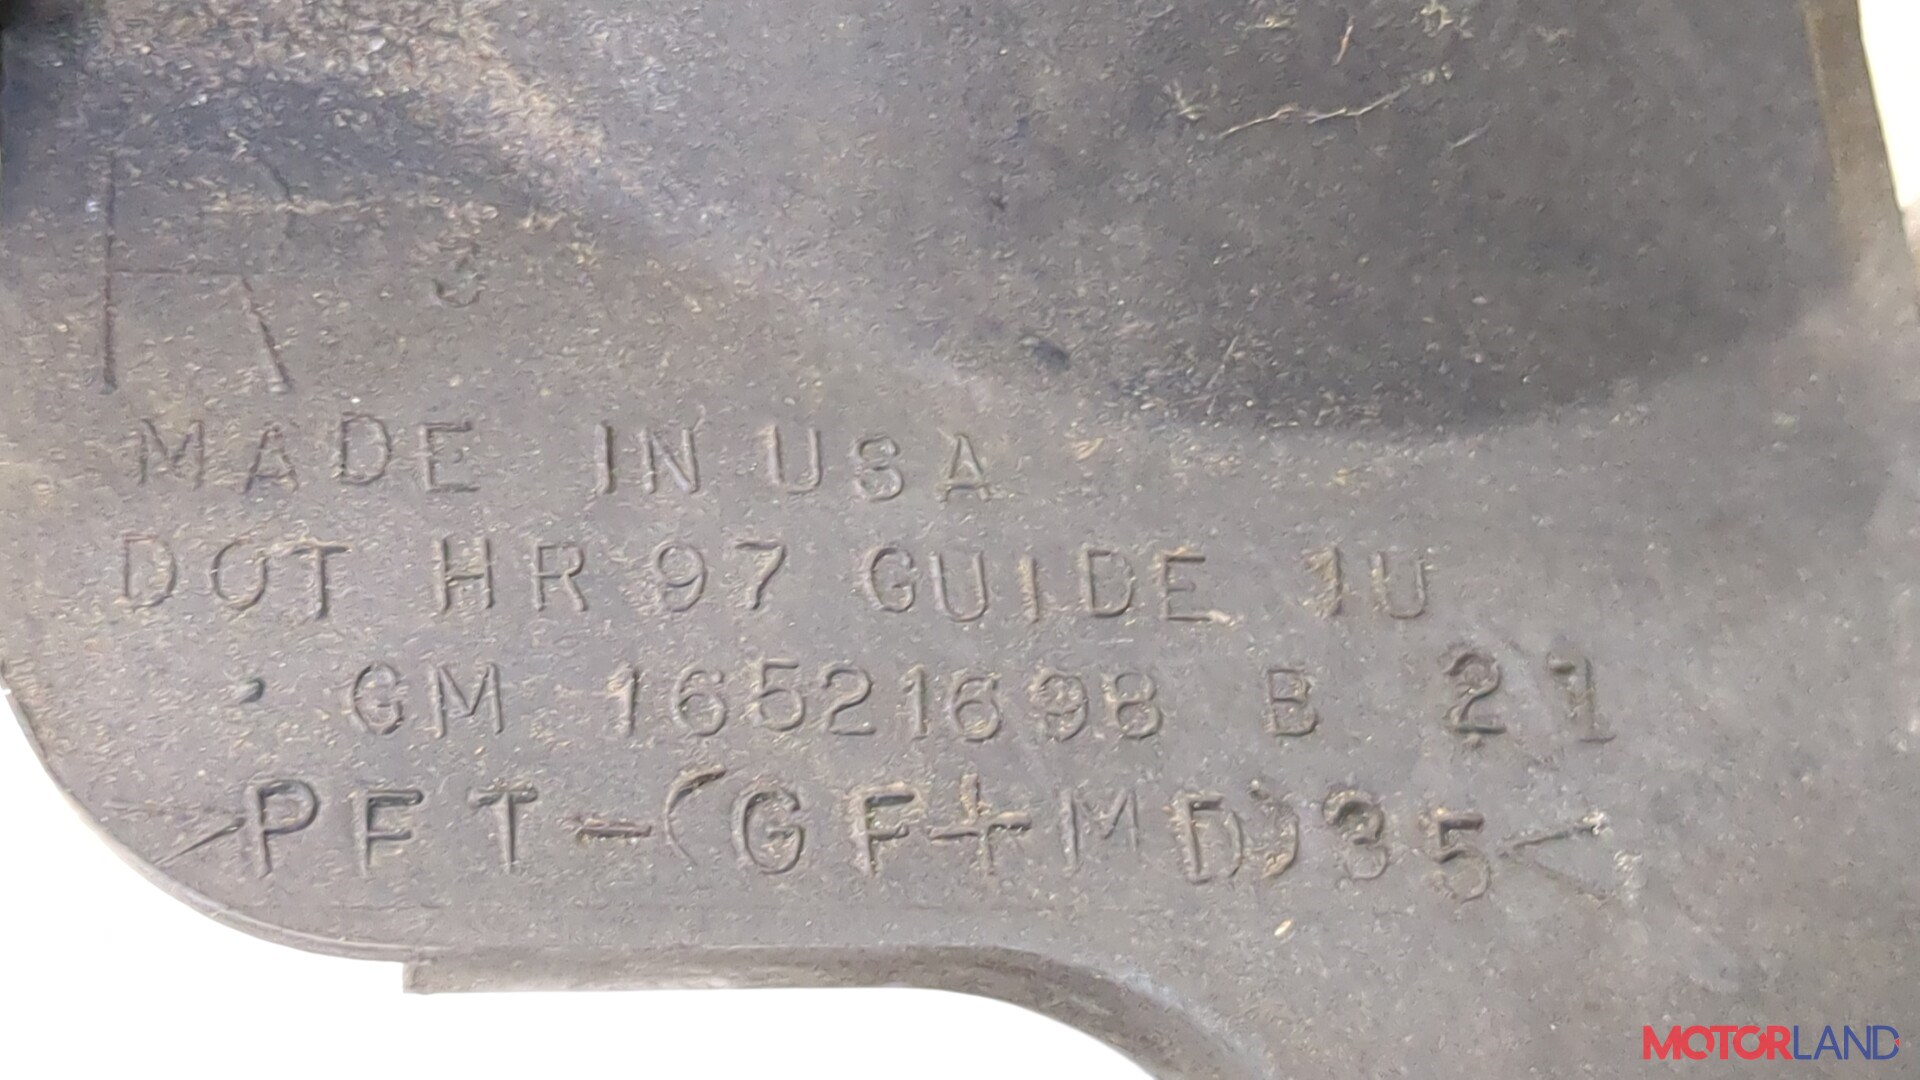 R
MADE IN USA
DOT HR 97 GUIDE 1U
GM 16521698 B 21
>PET-(GF+MD)35<
MOTORLAND